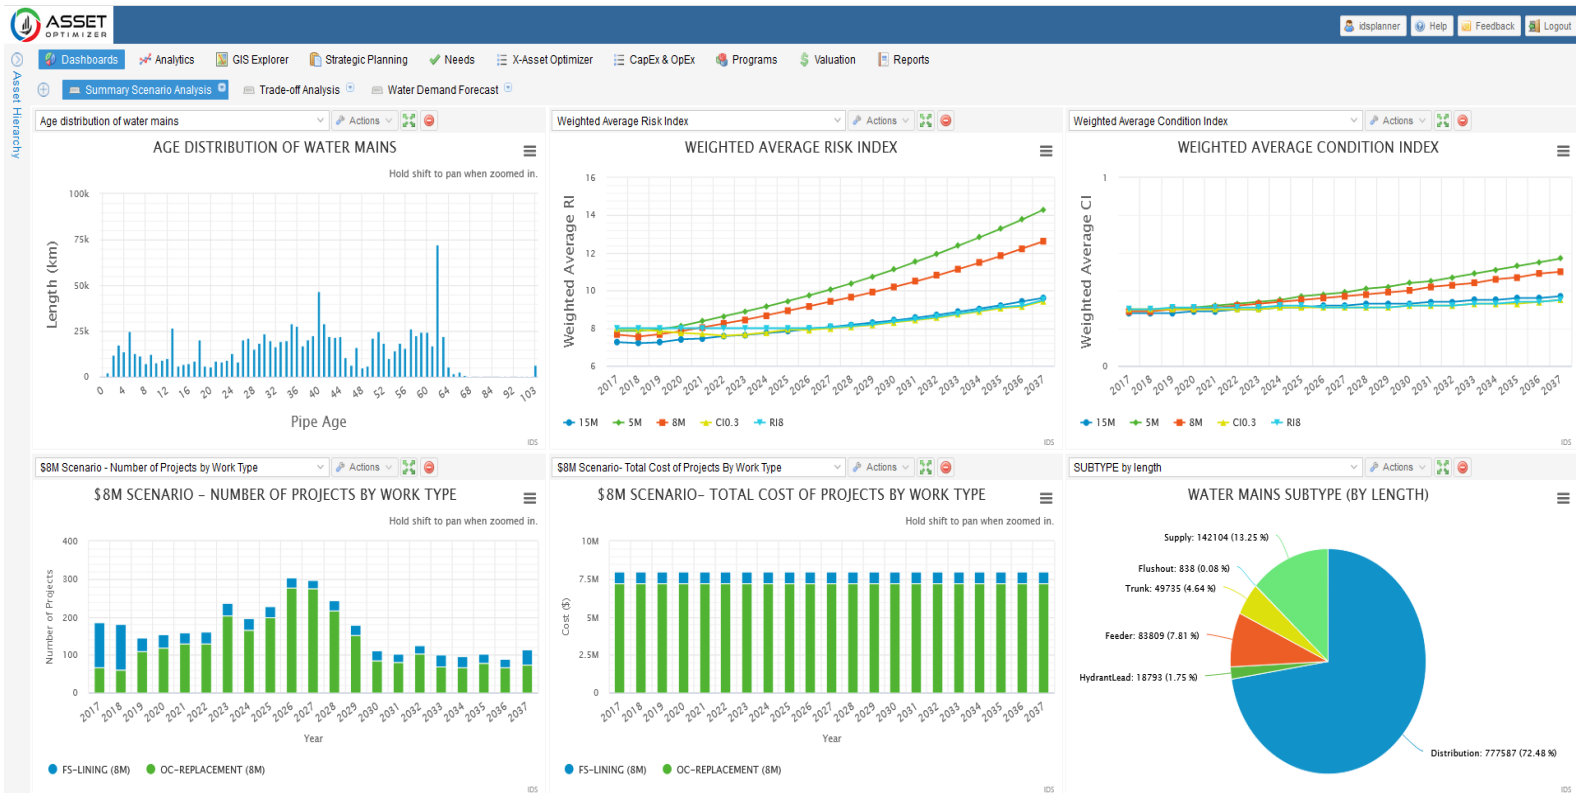 ASSET
OPTIMIZER
idsplanner Help Feedback Logout
Asset Hierarchy
Dashboards Analytics GIS Explorer Strategic Planning Needs X-Asset Optimizer CapEx & OpEx Programs Valuation Reports
Summary Scenario Analysis Trade-off Analysis Water Demand Forecast
Age distribution of water mains Actions
AGE DISTRIBUTION OF WATER MAINS
Hold shift to pan when zoomed in.
Length (km)
100k
75k
50k
25k
0
0 4 8 12 16 20 24 28 32 36 40 44 48 52 56 60 64 68 84 92 103
Pipe Age
IDS
Weighted Average Risk Index Actions
WEIGHTED AVERAGE RISK INDEX
Weighted Average RI
16
14
12
10
8
6
2017 2018 2019 2020 2021 2022 2023 2024 2025 2026 2027 2028 2029 2030 2031 2032 2033 2034 2035 2036 2037
15M 5M 8M CI0.3 RI8
IDS
Weighted Average Condition Index Actions
WEIGHTED AVERAGE CONDITION INDEX
Weighted Average CI
1
0
2017 2018 2019 2020 2021 2022 2023 2024 2025 2026 2027 2028 2029 2030 2031 2032 2033 2034 2035 2036 2037
15M 5M 8M CI0.3 RI8
IDS
$8M Scenario - Number of Projects by Work Type Actions
$8M SCENARIO - NUMBER OF PROJECTS BY WORK TYPE
Hold shift to pan when zoomed in.
Number of Projects
400
300
200
100
0
2017 2018 2019 2020 2021 2022 2023 2024 2025 2026 2027 2028 2029 2030 2031 2032 2033 2034 2035 2036 2037
Year
FS-LINING (8M) OC-REPLACEMENT (8M)
IDS
$8M Scenario- Total Cost of Projects By Work Type Actions
$8M SCENARIO- TOTAL COST OF PROJECTS BY WORK TYPE
Hold shift to pan when zoomed in.
Cost ($)
10M
7.5M
5M
2.5M
0
2017 2018 2019 2020 2021 2022 2023 2024 2025 2026 2027 2028 2029 2030 2031 2032 2033 2034 2035 2036 2037
Year
FS-LINING (8M) OC-REPLACEMENT (8M)
IDS
SUBTYPE by length Actions
WATER MAINS SUBTYPE (BY LENGTH)
Supply: 142104 (13.25 %)
Flushout: 838 (0.08 %)
Trunk: 49735 (4.64 %)
Feeder: 83809 (7.81 %)
HydrantLead: 18793 (1.75 %)
Distribution: 777587 (72.48 %)
IDS